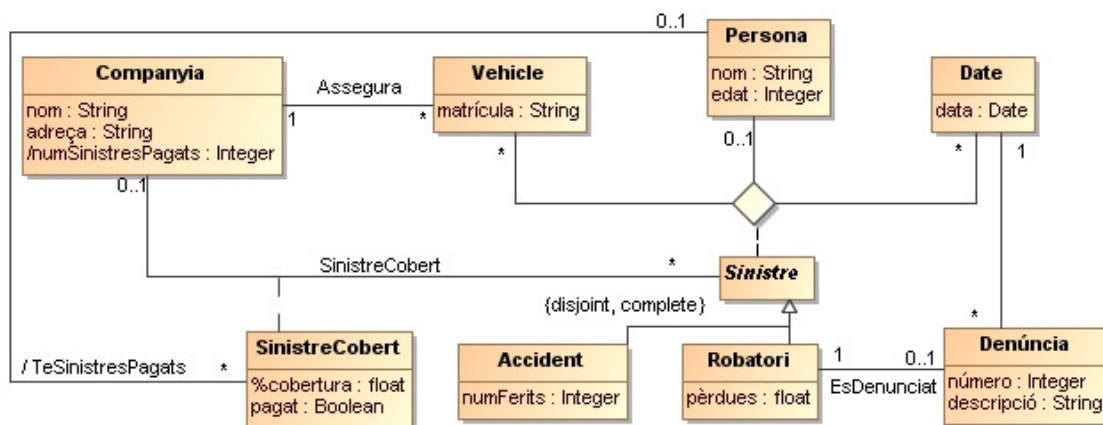 0..1
Persona
nom : String
edat : Integer
0..1
Companyia
nom : String
adreça : String
/numSinistresPagats : Integer
0..1
Assegura
1
*
Vehicle
matrícula : String
*
Date
data : Date
*
1
SinistreCobert
*
Sinistre
{disjoint, complete}
/ TeSinistresPagats
*
SinistreCobert
%cobertura : float
pagat : Boolean
Accident
numFerits : Integer
Robatori
pèrdues : float
1
0..1
EsDenunciat
*
Denúncia
número : Integer
descripció : String